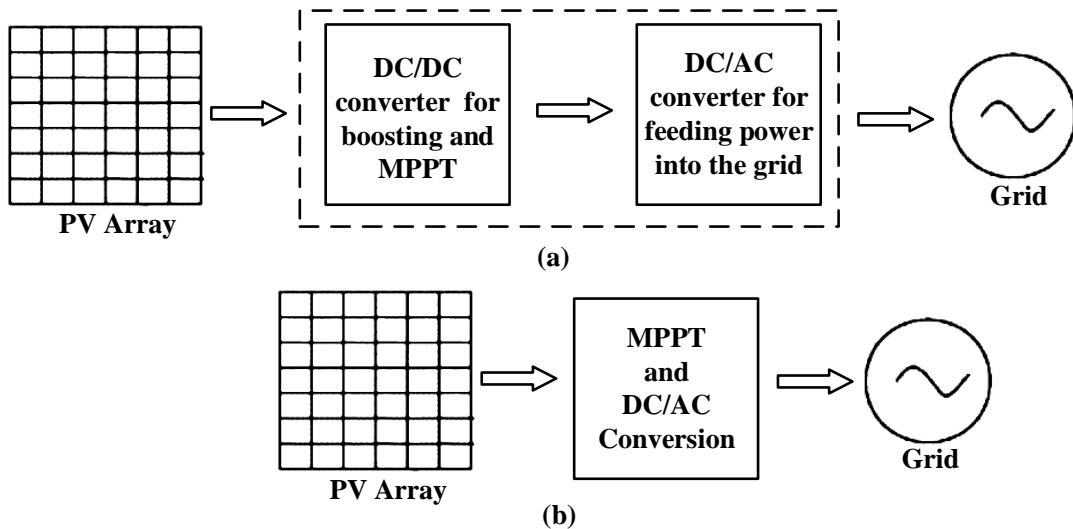 DC/DC
converter for
boosting and
MPPT
DC/AC
converter for
feeding power
into the grid
PV Array
Grid
(a)
MPPT
and
DC/AC
Conversion
PV Array
Grid
(b)